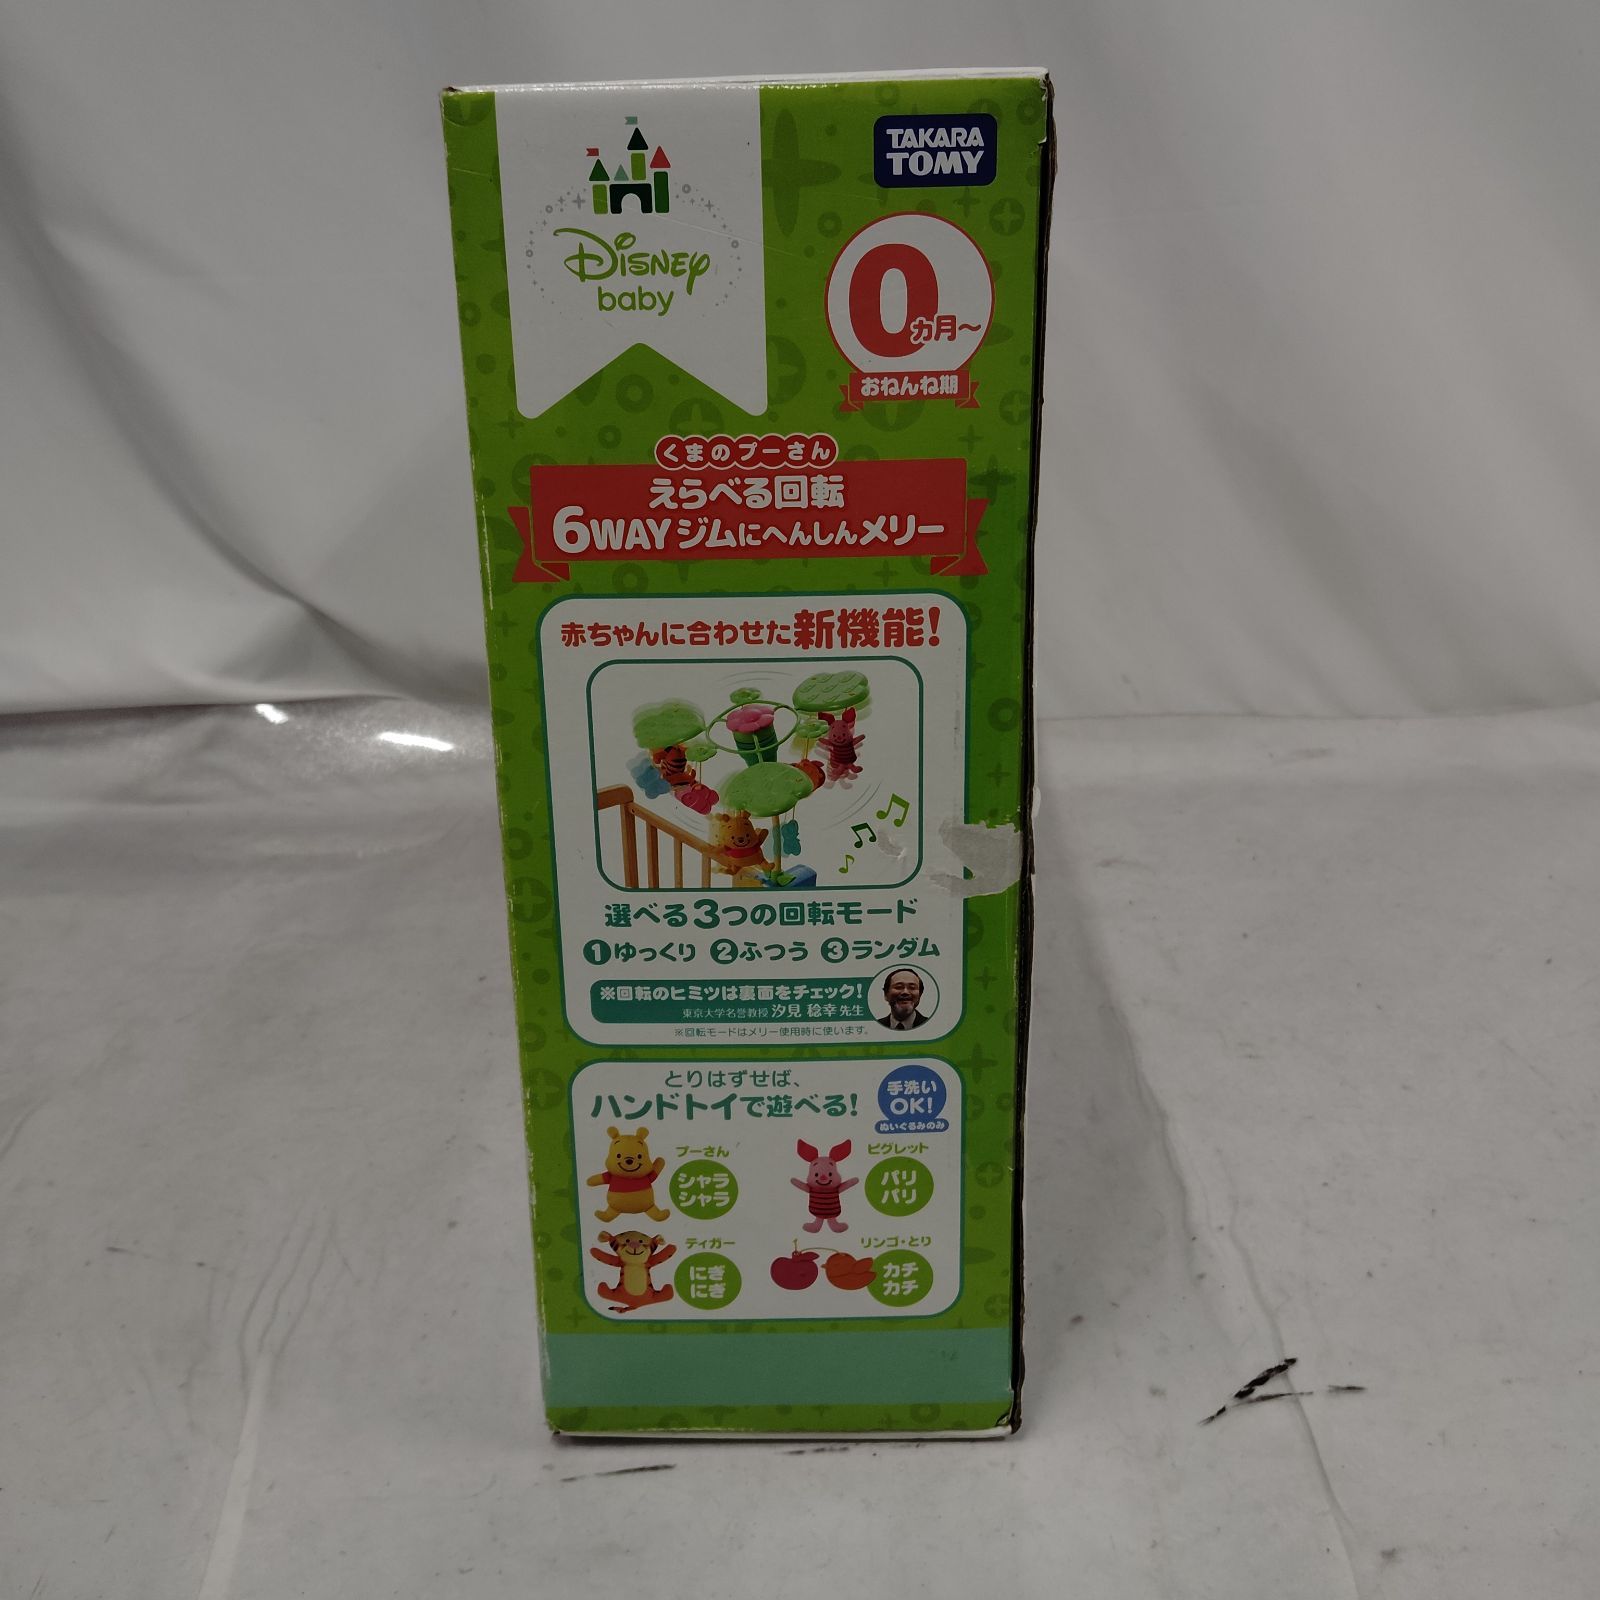 Disney
baby
TAKARA
TOMY
0カ月～
おねんね期
くまのプーさん
えらべる回転
6WAYジムにへんしんメリー
赤ちゃんに合わせた新機能!
選べる3つの回転モード
1ゆっくり 2ふつう 3ランダム
※回転のヒミツは裏面をチェック!
東京大学名誉教授 汐見 稔幸 先生
※回転モードはメリー使用時に使います。
とりはずせば、
ハンドトイで遊べる!
手洗い
OK!
ぬいぐるみのみ
プーさん
シャラ
シャラ
ピグレット
パリ
パリ
ティガー
にぎ
にぎ
リンゴ・とり
カチ
カチ